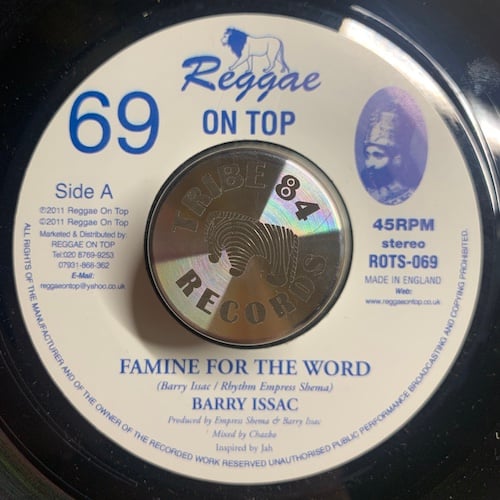 Reggae
ON TOP
69
Side A
℗2011 Reggae On Top
©2011 Reggae On Top
Marketed & Distributed by:
REGGAE ON TOP
Tel:020 8769-9253
07931-868-362
E-Mail:
reggaeontop@yahoo.co.uk
TRIBE 84
RECORDS
45RPM
stereo
ROTS-069
MADE IN ENGLAND
Web:
www.reggaeontop.co.uk
FAMINE FOR THE WORD
(Barry Issac / Rhythm Empress Shema)
BARRY ISSAC
Produced by Empress Shema & Barry Issac
Mixed by Chazbo
Inspired by Jah
ALL RIGHTS OF THE MANUFACTURER AND OF THE OWNER OF THE RECORDED WORK RESERVED UNAUTHORISED PUBLIC PERFORMANCE BROADCASTING AND COPYING PROHIBITED.